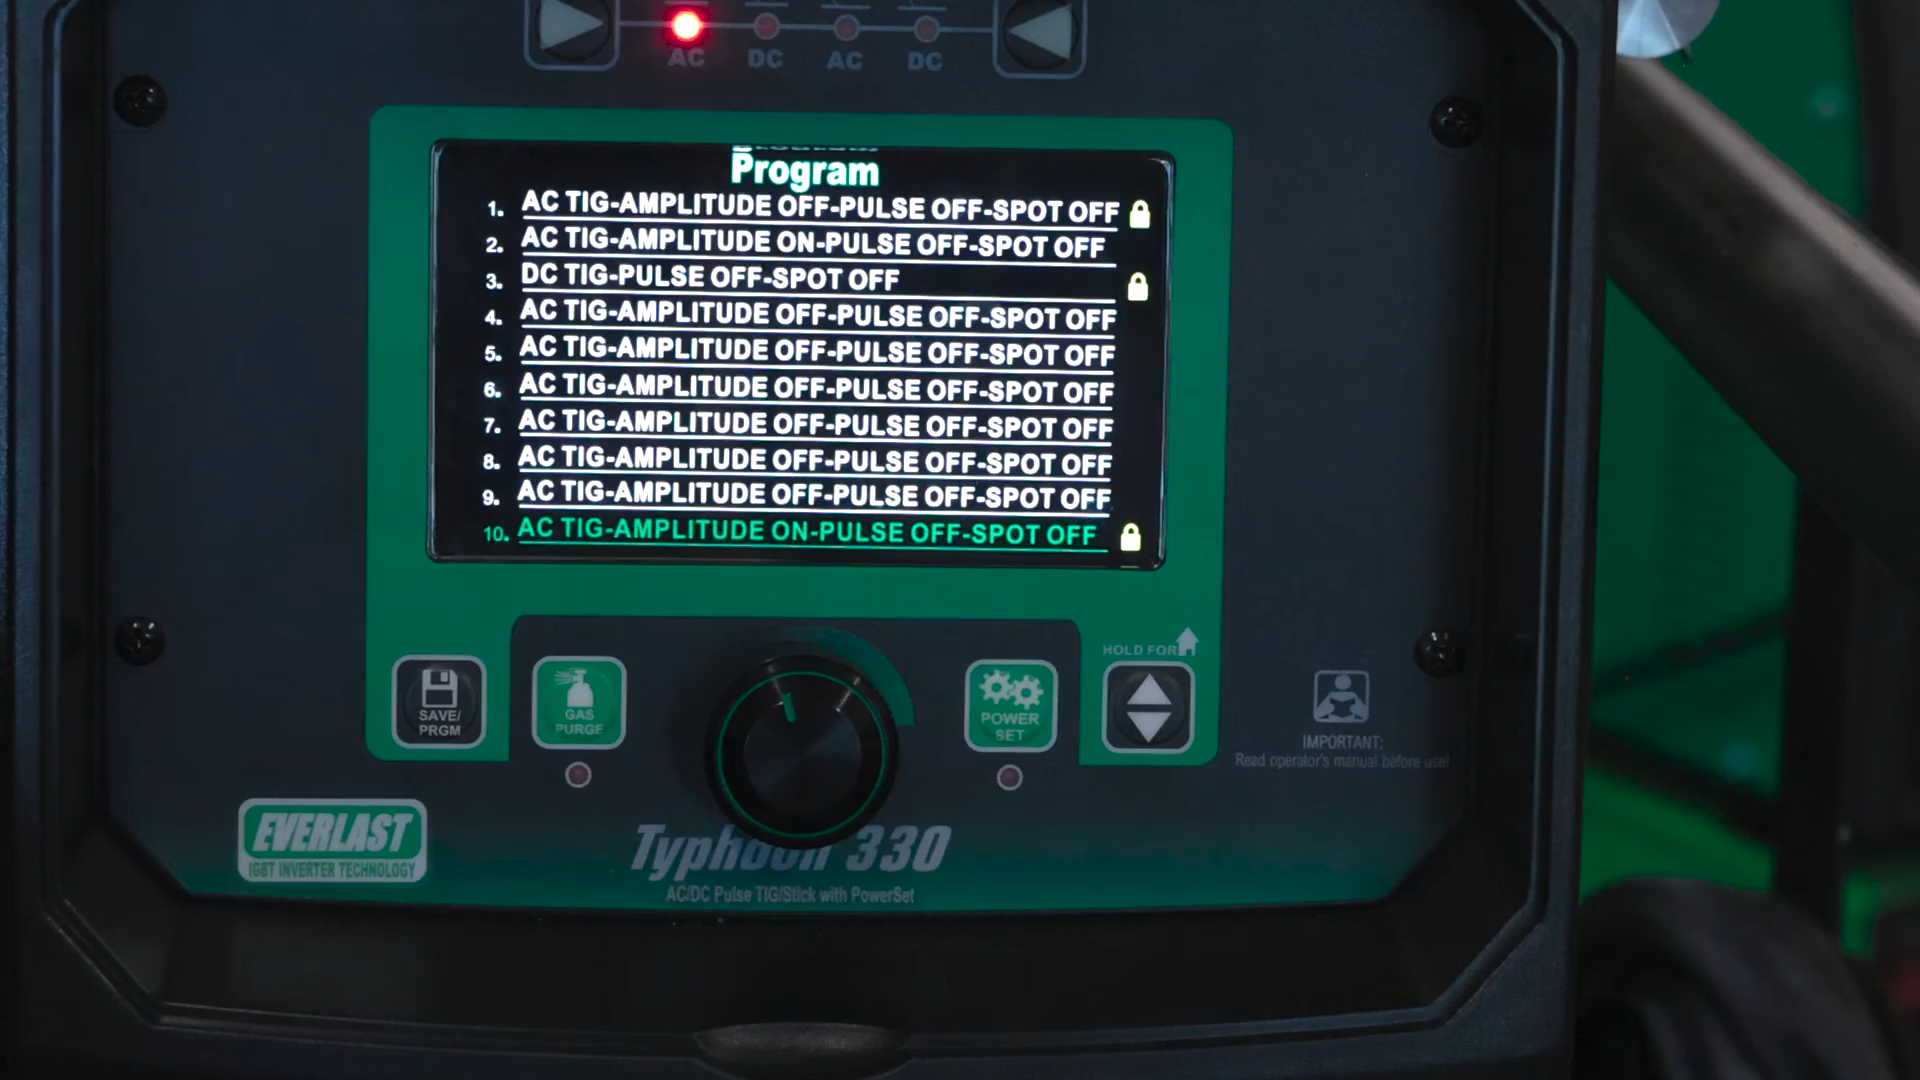 AC DC AC DC
Program
1. AC TIG-AMPLITUDE OFF-PULSE OFF-SPOT OFF
2. AC TIG-AMPLITUDE ON-PULSE OFF-SPOT OFF
3. DC TIG-PULSE OFF-SPOT OFF
4. AC TIG-AMPLITUDE OFF-PULSE OFF-SPOT OFF
5. AC TIG-AMPLITUDE OFF-PULSE OFF-SPOT OFF
6. AC TIG-AMPLITUDE OFF-PULSE OFF-SPOT OFF
7. AC TIG-AMPLITUDE OFF-PULSE OFF-SPOT OFF
8. AC TIG-AMPLITUDE OFF-PULSE OFF-SPOT OFF
9. AC TIG-AMPLITUDE OFF-PULSE OFF-SPOT OFF
10. AC TIG-AMPLITUDE ON-PULSE OFF-SPOT OFF
HOLD FOR
SAVE/
PRGM
GAS
PURGE
POWER
SET
IMPORTANT:
Read operator's manual before use!
EVERLAST
IGBT INVERTER TECHNOLOGY
Typhoon 330
AC/DC Pulse TIG/Stick with PowerSet